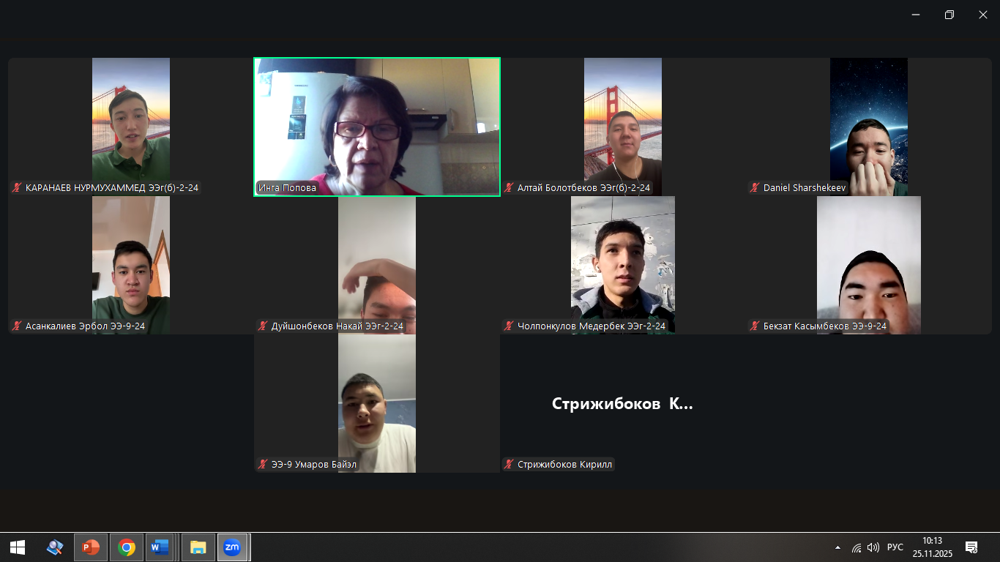 КАРАНАЕВ НУРМУХАММЕД ЭЭг(б)-2-24
Инга Попова
Алтай Болотбеков ЭЭг(б)-2-24
Daniel Sharshekeev
Асанкалиев Эрбол ЭЭ-9-24
Дуйшонбеков Накай ЭЭг-2-24
Чолпонкулов Медербек ЭЭг-2-24
Бекзат Касымбеков ЭЭ-9-24
Стрижибоков К...
ЭЭ-9 Умаров Байэл
Стрижибоков Кирилл
zm
РУС
10:13
25.11.2025